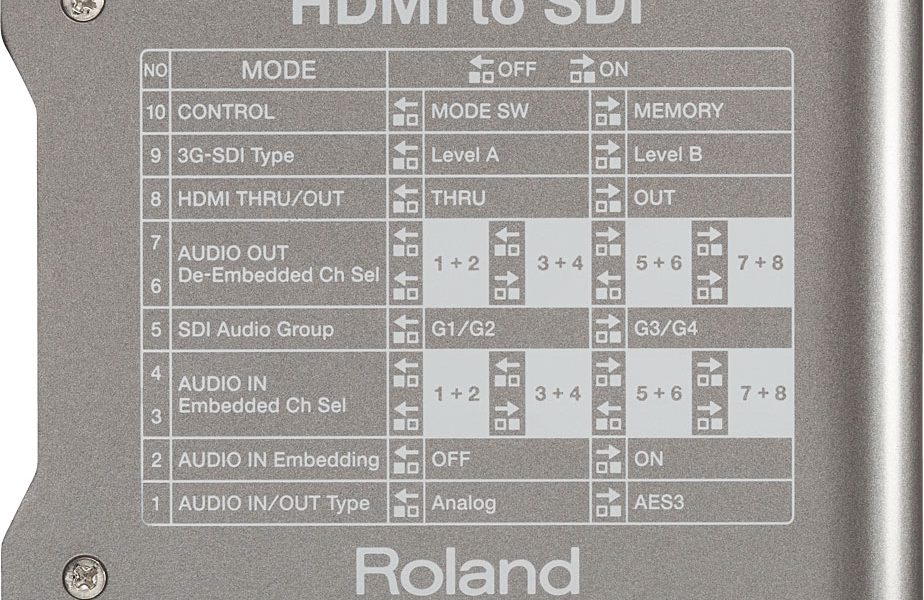 HDMI to SDI
NO MODE OFF ON
10 CONTROL MODE SW MEMORY
9 3G-SDI Type Level A Level B
8 HDMI THRU/OUT THRU OUT
7
6 AUDIO OUT
De-Embedded Ch Sel 1 + 2 3 + 4 5 + 6 7 + 8
5 SDI Audio Group G1/G2 G3/G4
4
3 AUDIO IN
Embedded Ch Sel 1 + 2 3 + 4 5 + 6 7 + 8
2 AUDIO IN Embedding OFF ON
1 AUDIO IN/OUT Type Analog AES3
Roland